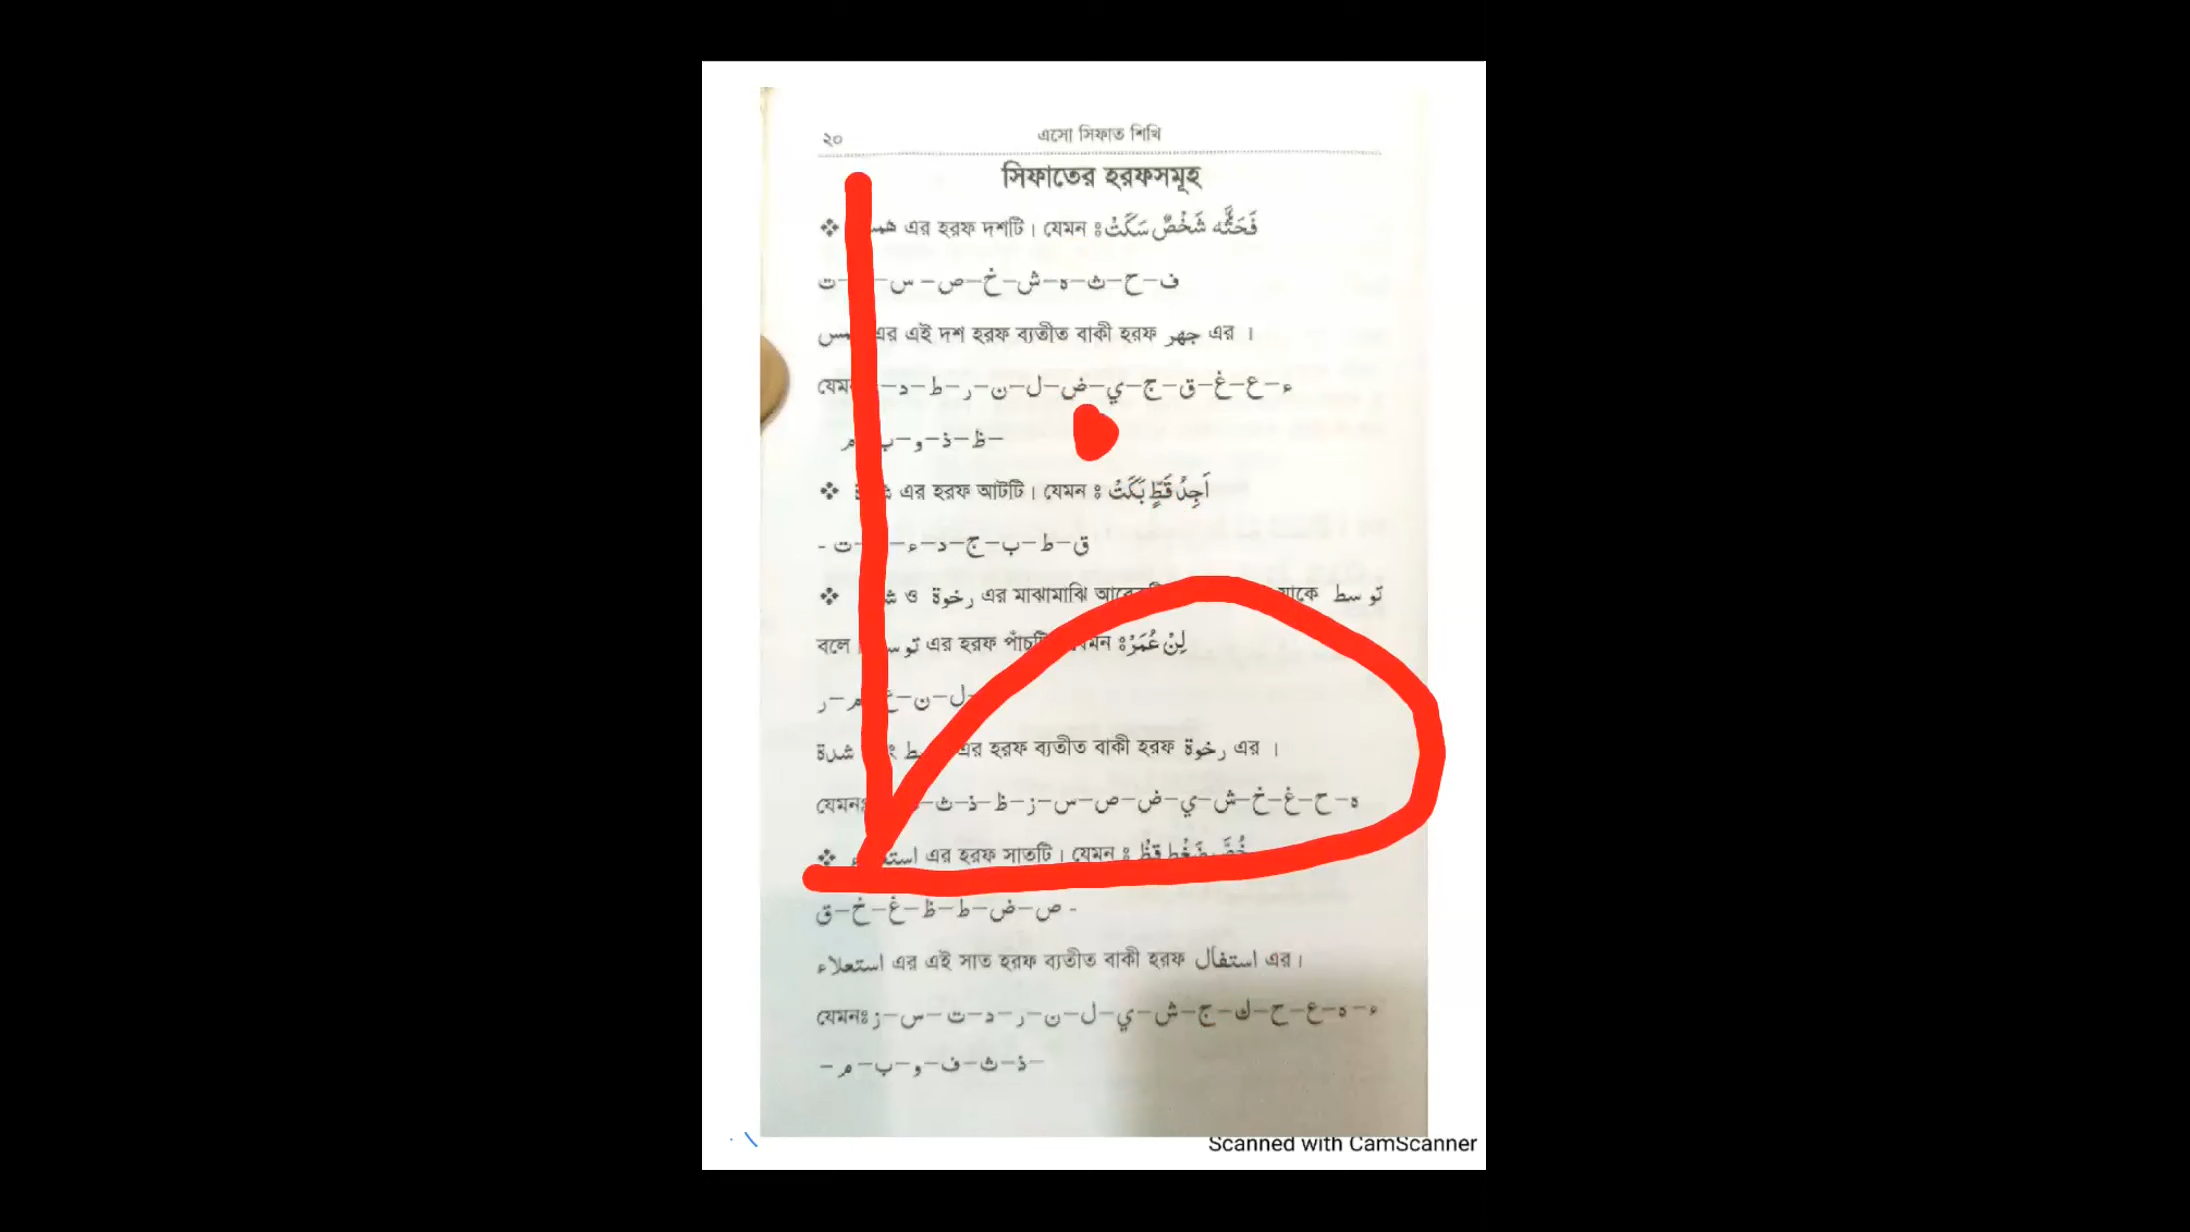 ২০
এসো সিফাত শিখি
সিফাতের হরফসমূহ
❖ এর হরফ দশটি। যেমন ঃ فَحَثَّه شَخْصٌ سَكَتْ
ف–ح–ث–ه–ش–خ–ص– س – ت
এর এই দশ হরফ ব্যতীত বাকী হরফ جهر এর ।
ء–ع–غ–ق–ج–ي–ض–ل–ن–ر–ط–د–
–ظ–ذ–و–ب م
❖ এর হরফ আটটি। যেমন ঃ اَجِدُ قَطٍ بَكَتْ
ق–ط–ب–ج–د–ء– –ت -
❖ ও رخوة এর মাঝামাঝি توسط
বলে এর হরফ পাঁচটি ঃ لِنْ عُمَرْ
ل–ن–ع م–ر
شدة এর হরফ ব্যতীত বাকী হরফ رخوة এর ।
যেমনঃ ه–ح–غ–خ–ش–ي–ض–ص–س–ز–ظ–ذ–ث–
❖ এর হরফ সাতটি। যেমন ঃ خُصَّ ضَغْطٍ قِظْ
ص–ض–ط–ظ–غ–خ–ق -
استعلاء এর এই সাত হরফ ব্যতীত বাকী হরফ استفال এর।
যেমনঃ ء–ه–ع–ح–ك–ج–ش–ي–ل–ن–ر–د–ت–س–ز
–ذ–ث–ف–و–ب–م–
Scanned with CamScanner